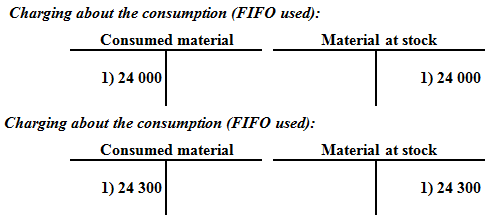 Charging about the consumption (FIFO used):
Consumed material Material at stock
1) 24 000 1) 24 000
Charging about the consumption (FIFO used):
Consumed material Material at stock
1) 24 300 1) 24 300